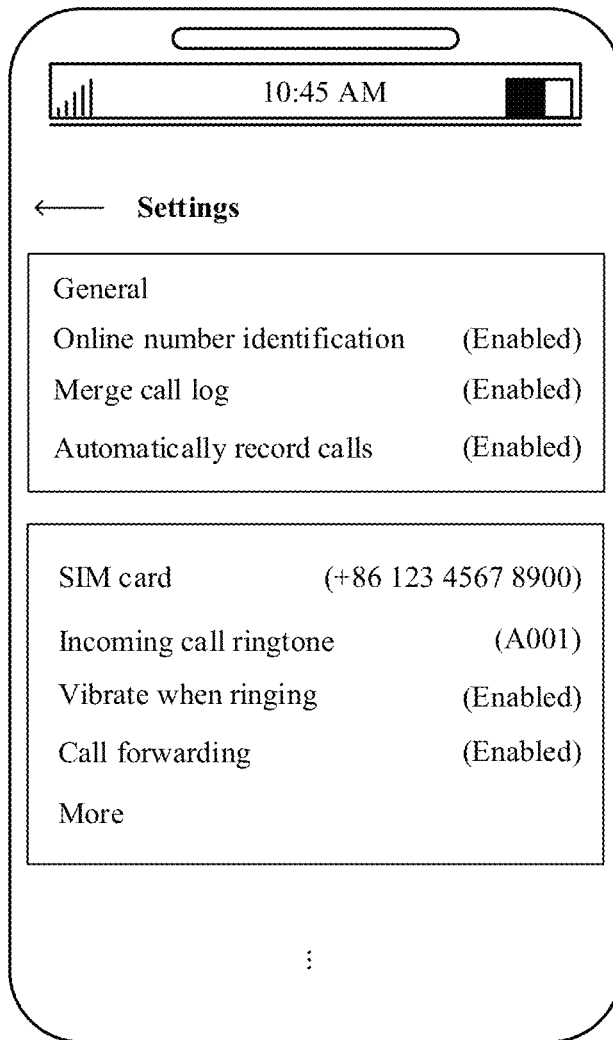 10:45 AM
Settings
General
Online number identification (Enabled)
Merge call log (Enabled)
Automatically record calls (Enabled)
SIM card (+86 123 4567 8900)
Incoming call ringtone (A001)
Vibrate when ringing (Enabled)
Call forwarding (Enabled)
More